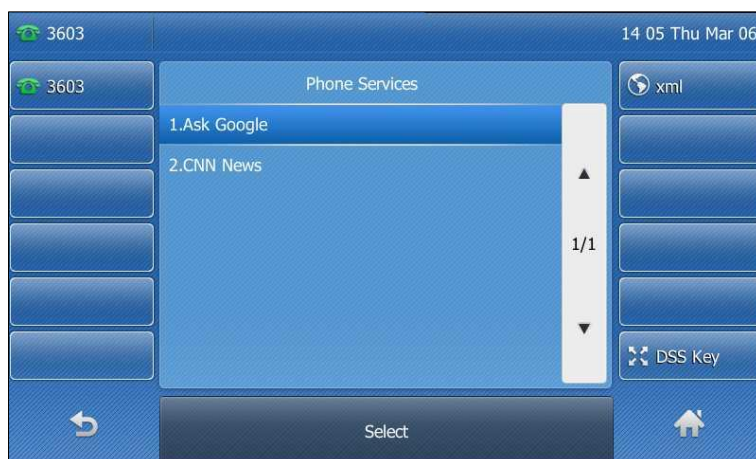 3603
14 05 Thu Mar 06
3603
Phone Services
xml
1.Ask Google
2.CNN News
1/1
DSS Key
Select